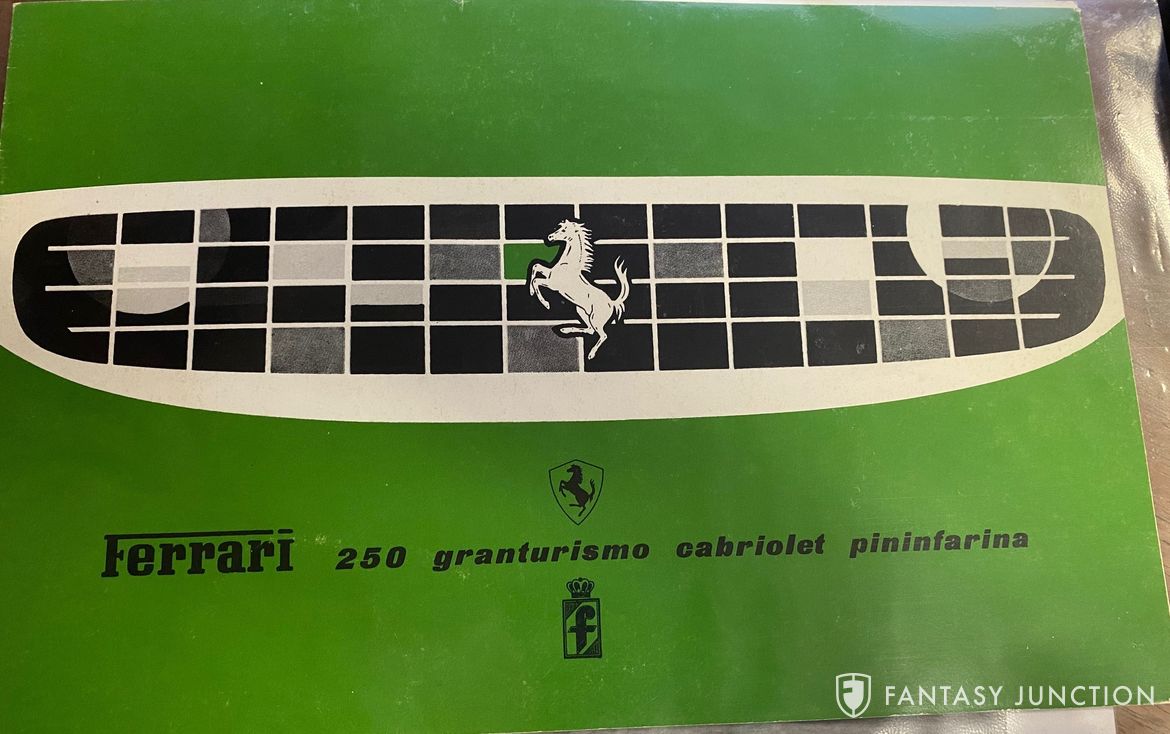 Ferrari 250 granturismo cabriolet pininfarina
f
F FANTASY JUNCTION